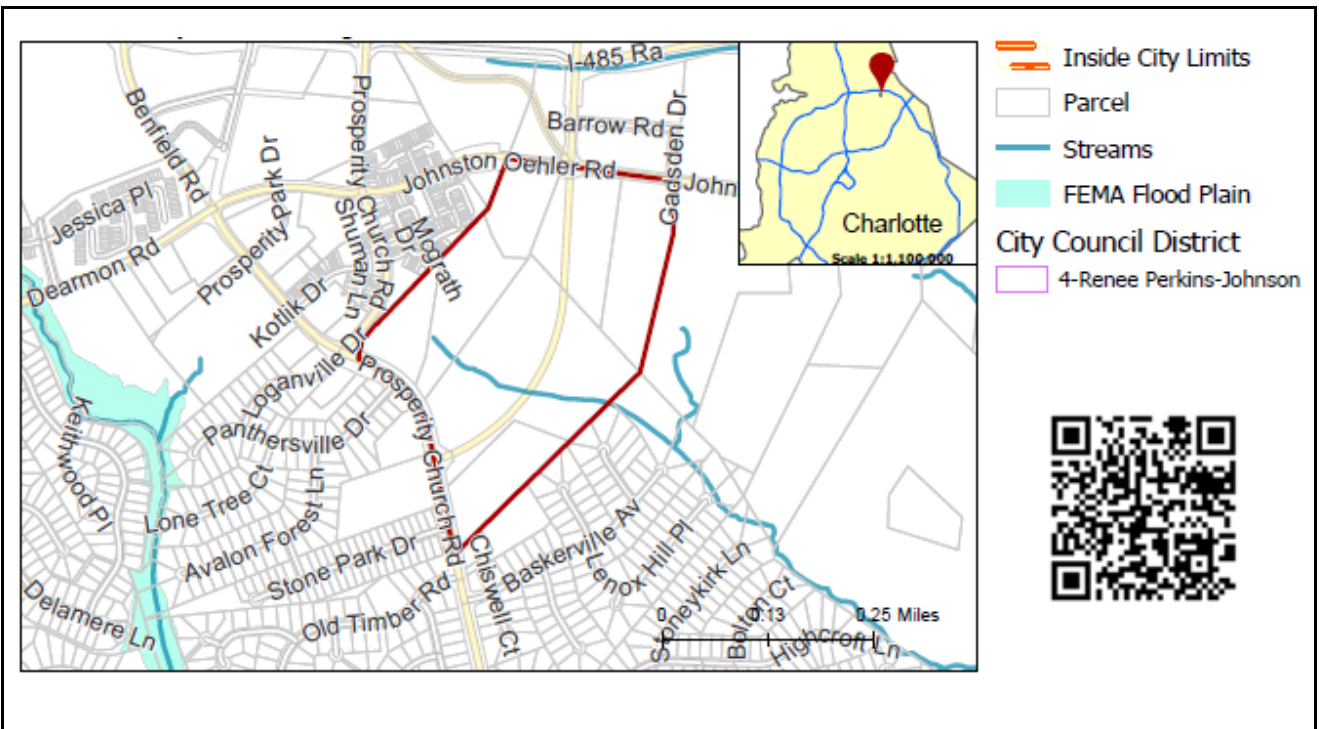 I-485 Ra
Benfield Rd
Prosperity Church Rd
Park Dr
Barrow Rd
Gadsden Dr
Johnston Oehler Rd
John
Jessica Pl
Dearmon Rd
Prosperity
Shuman Ln
Mcgrath
Dr
Kotlik Dr
Loganville Dr
Prosperity Church Rd
Panthersville Dr
Keithwood Pl
Lone Tree Ct
Avalon Forest Ln
Stone Park Dr
Old Timber Rd
Delamere Ln
Chiswell Ct
Baskerville Av
Lenox Hill Pl
Stoneykirk Ln
Bolton Ct
Highcroft Ln
0 0.13 0.25 Miles
Charlotte
Scale 1:1,100,000
Inside City Limits
Parcel
Streams
FEMA Flood Plain
City Council District
4-Renee Perkins-Johnson